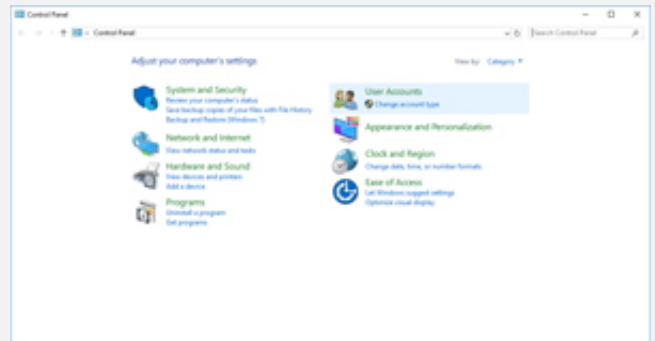 Control Panel
Control Panel
Search Control Panel
Adjust your computer's settings
View by: Category
System and Security
Review your computer's status
Save backup copies of your files with File History
Backup and Restore (Windows 7)
Network and Internet
View network status and tasks
Hardware and Sound
View devices and printers
Add a device
Programs
Uninstall a program
Get programs
User Accounts
Change account type
Appearance and Personalization
Clock and Region
Change date, time, or number formats
Ease of Access
Let Windows suggest settings
Optimize visual display